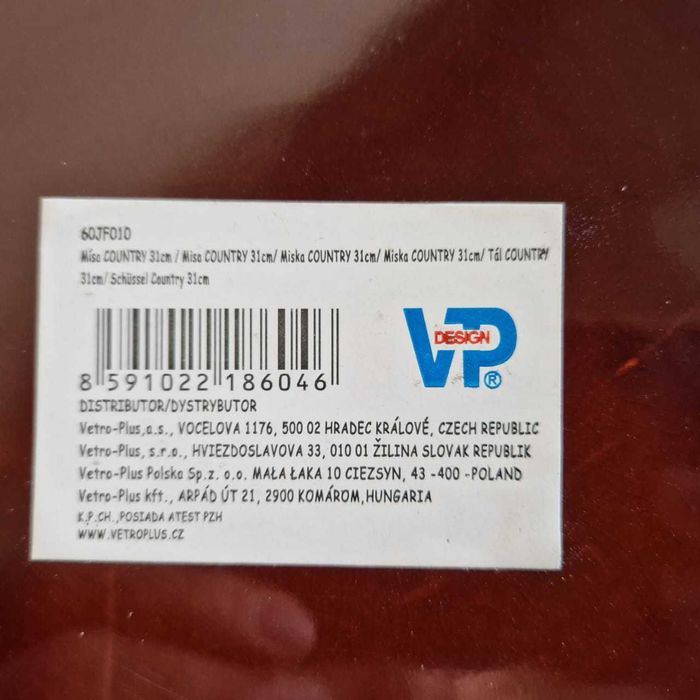 60JF010
Mísa COUNTRY 31cm / Misa COUNTRY 31cm/ Miska COUNTRY 31cm/ Miska COUNTRY 31cm/ Tál COUNTRY
31cm/ Schüssel Country 31cm
VP DESIGN ®
8 591022 186046
DISTRIBUTOR/DYSTRYBUTOR
Vetro-Plus,a.s., VOCELOVA 1176, 500 02 HRADEC KRÁLOVÉ, CZECH REPUBLIC
Vetro-Plus, s.r.o., HVIEZDOSLAVOVA 33, 010 01 ŽILINA SLOVAK REPUBLIK
Vetro-Plus Polska Sp.z. o.o. MAŁA ŁAKA 10 CIEZSYN, 43 -400 -POLAND
Vetro-Plus kft., ARPÁD ÚT 21, 2900 KOMÁROM,HUNGARIA
K.P.CH.,POSIADA ATEST PZH
WWW.VETROPLUS.CZ